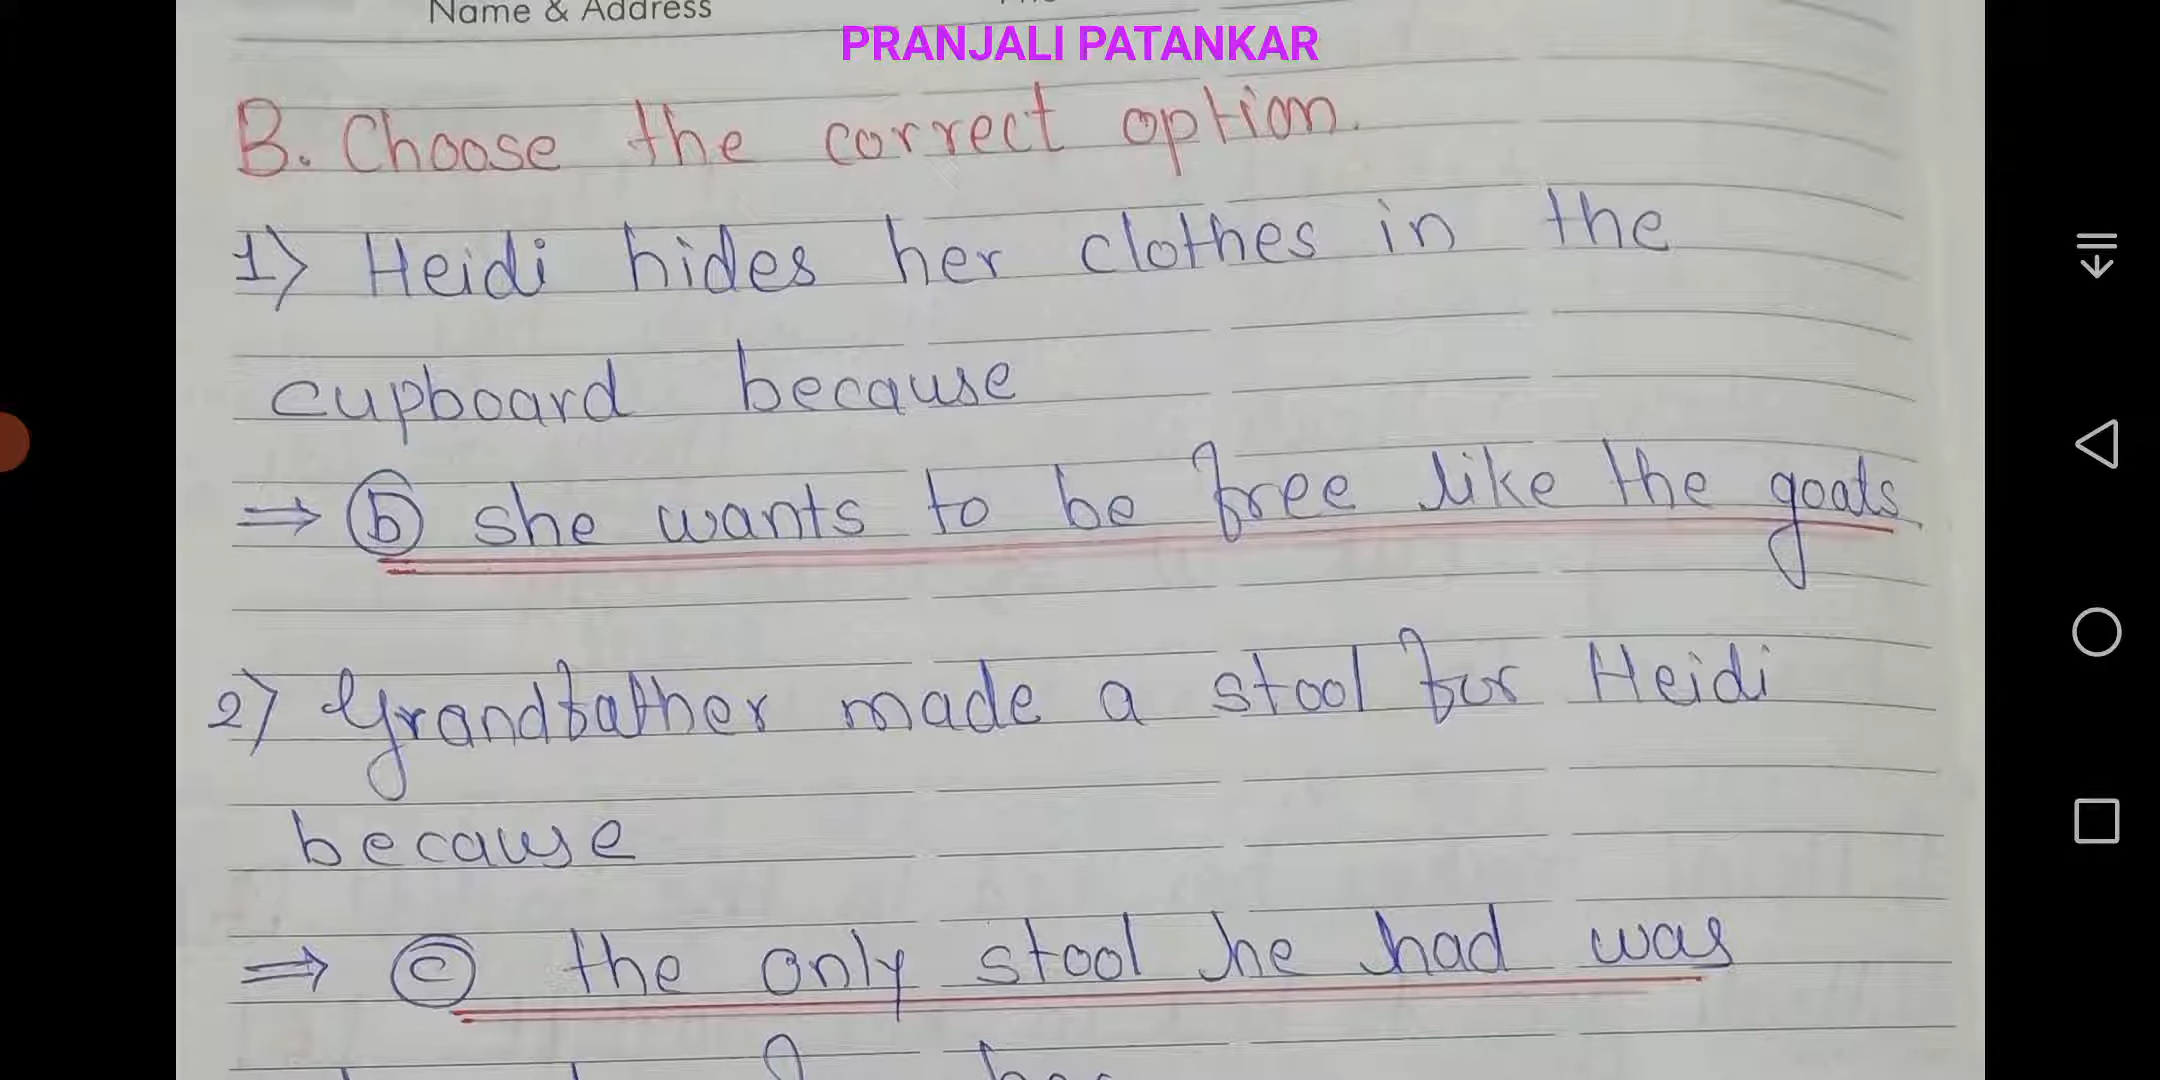 Name & Address
PRANJALI PATANKAR
B. Choose the correct option.
1) Heidi hides her clothes in the
cupboard because
⇒ (b) she wants to be free like the goats.
2) Grandfather made a stool for Heidi
because
⇒ (c) the only stool he had was